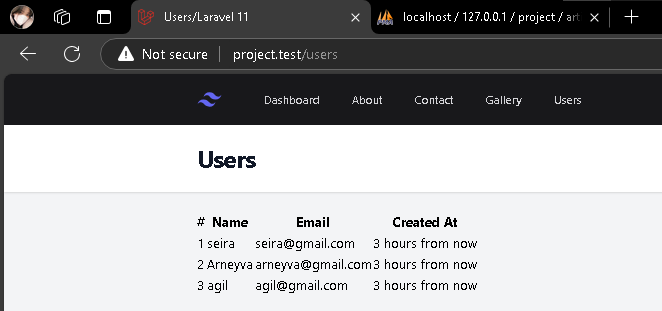 Users/Laravel 11
localhost / 127.0.0.1 / project / art
Not secure project.test/users
Dashboard About Contact Gallery Users
Users
# Name Email Created At
1 seira seira@gmail.com 3 hours from now
2 Arneyva arneyva@gmail.com 3 hours from now
3 agil agil@gmail.com 3 hours from now